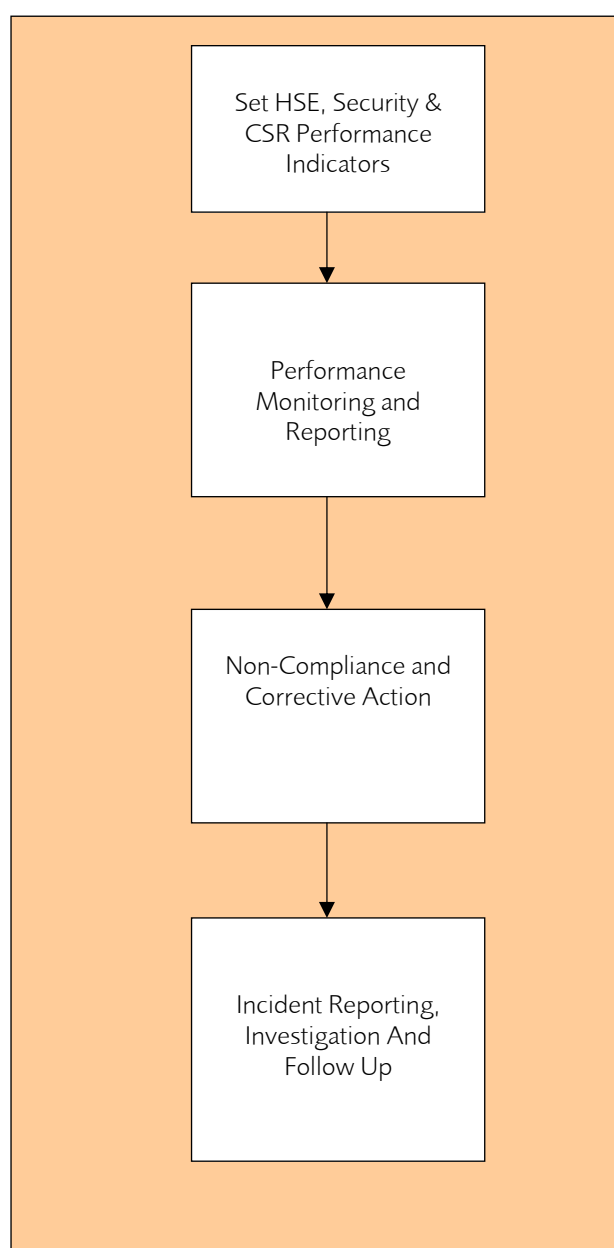 Set HSE, Security &
CSR Performance
Indicators
Performance
Monitoring and
Reporting
Non-Compliance and
Corrective Action
Incident Reporting,
Investigation And
Follow Up